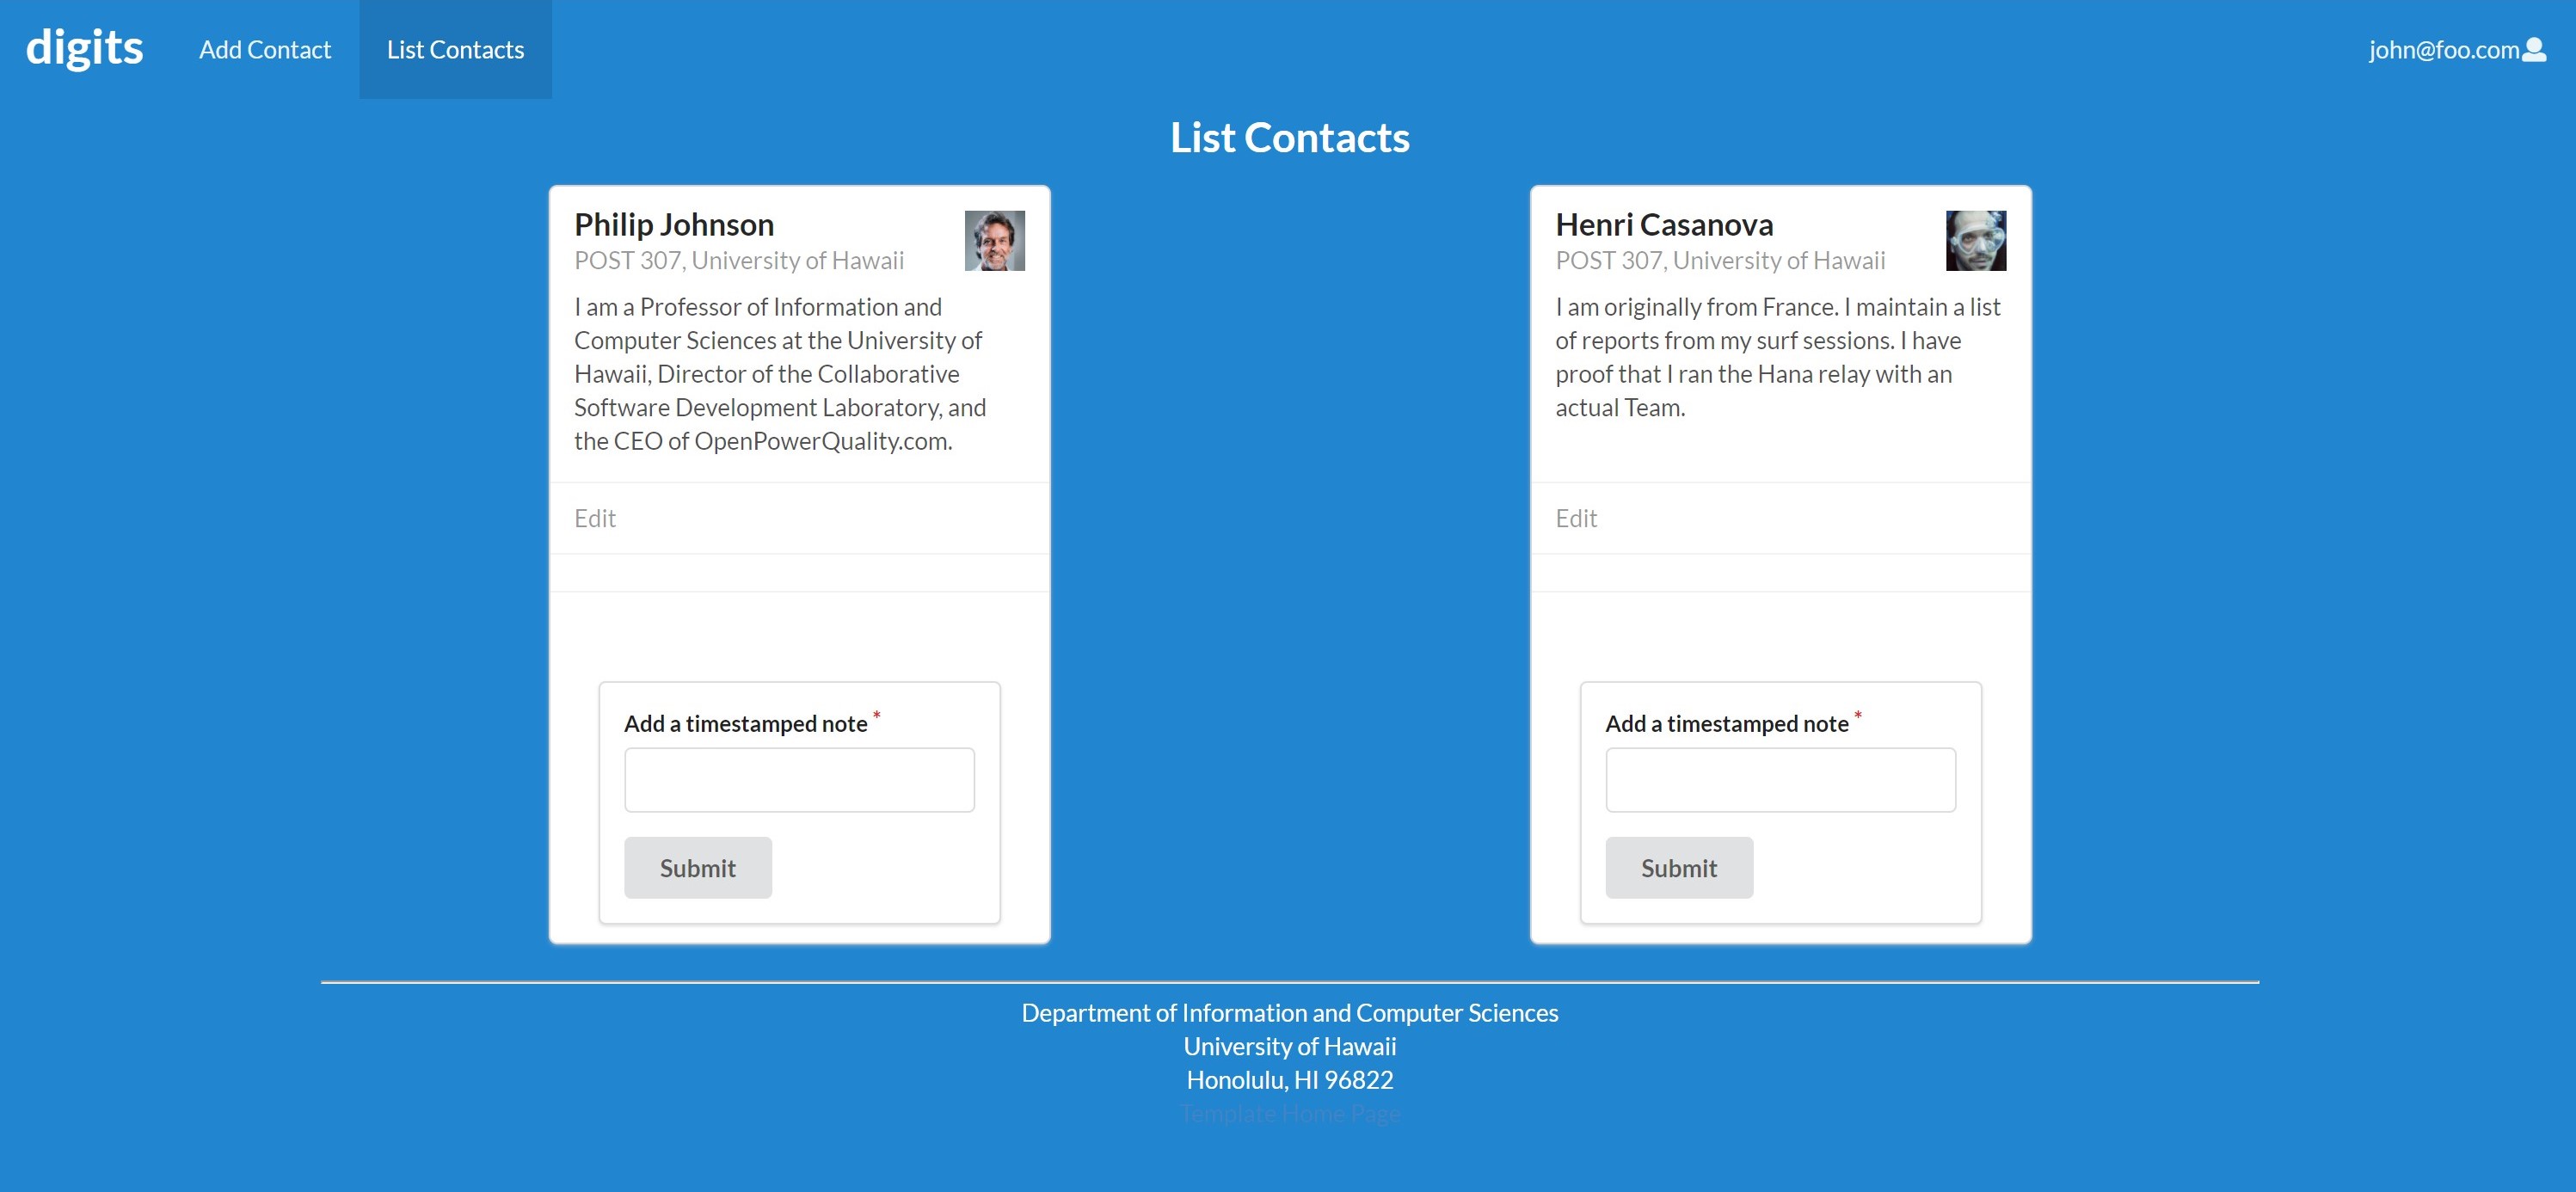 digits
Add Contact
List Contacts
john@foo.com
List Contacts
Philip Johnson
POST 307, University of Hawaii
I am a Professor of Information and
Computer Sciences at the University of
Hawaii, Director of the Collaborative
Software Development Laboratory, and
the CEO of OpenPowerQuality.com.
Edit
Add a timestamped note *
Submit
Henri Casanova
POST 307, University of Hawaii
I am originally from France. I maintain a list
of reports from my surf sessions. I have
proof that I ran the Hana relay with an
actual Team.
Edit
Add a timestamped note *
Submit
Department of Information and Computer Sciences
University of Hawaii
Honolulu, HI 96822
Template Home Page